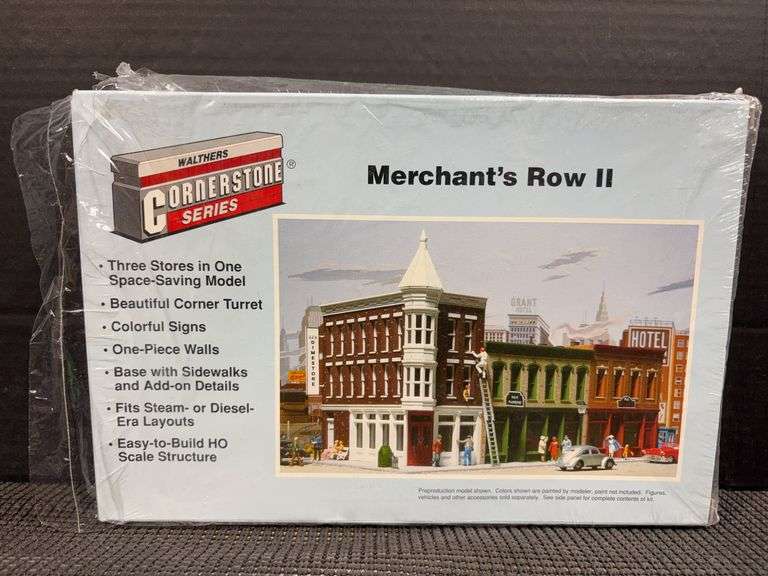 WALTHERS
CORNERSTONE
SERIES
®
Merchant's Row II
• Three Stores in One
Space-Saving Model
• Beautiful Corner Turret
• Colorful Signs
• One-Piece Walls
• Base with Sidewalks
and Add-on Details
• Fits Steam- or Diesel-
Era Layouts
• Easy-to-Build HO
Scale Structure
GRANT
HOTEL
DIMESTORE
HOTEL
Preproduction model shown. Colors shown are painted by modeler, paint not included. Figures,
vehicles and other accessories sold separately. See side panel for complete contents of kit.